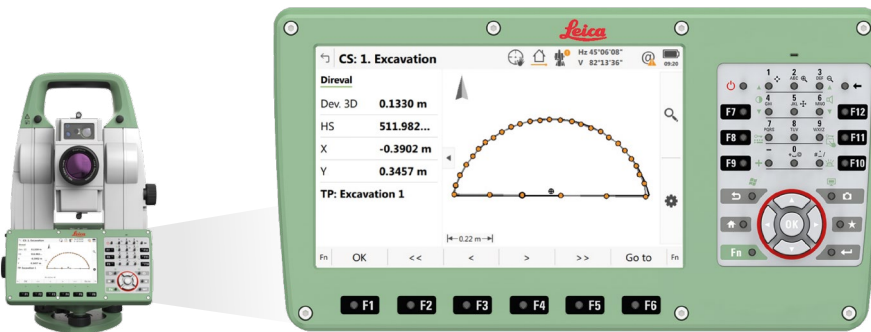 Leica
CS: 1. Excavation
Hz 45°06'08"
V 82°13'36"
@
09:20
Direval
Dev. 3D 0.1330 m
HS 511.982...
X -0.3902 m
Y 0.3457 m
TP: Excavation 1
0.22 m
Fn OK << < > >> Go to Fn
F1 F2 F3 F4 F5 F6
1 2 ABC 3 DEF
F7 4 GHI 5 JKL 6 MNO F12
F8 7 PQRS 8 TUV 9 WXYZ F11
F9 0 F10
OK
Fn
Leica